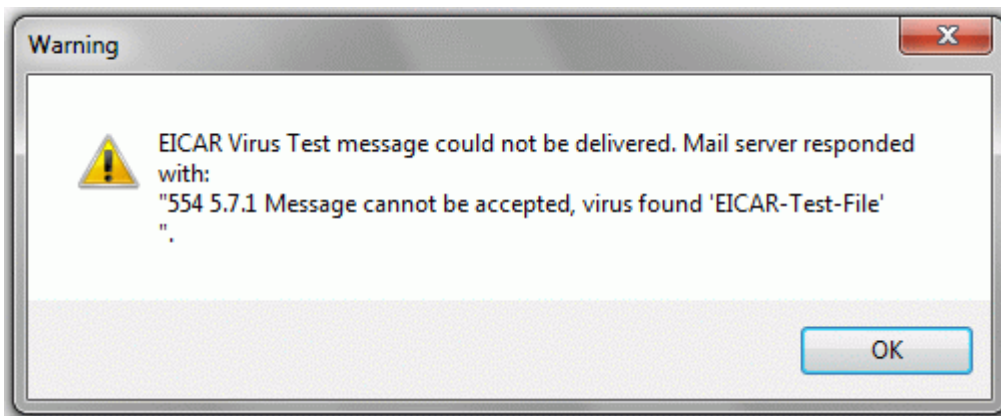 Warning
EICAR Virus Test message could not be delivered. Mail server responded
with:
"554 5.7.1 Message cannot be accepted, virus found 'EICAR-Test-File'
".
OK